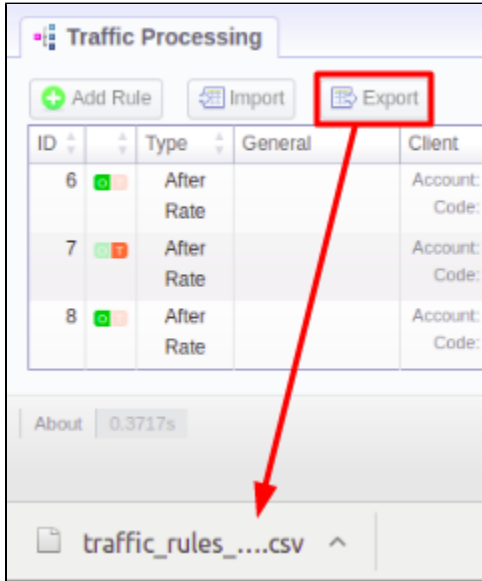 Traffic Processing
Add Rule Import Export
ID Type General Client
6 O After Rate Account: Code:
7 O T After Rate Account: Code:
8 O After Rate Account: Code:
About 0.3717s
traffic_rules_....csv